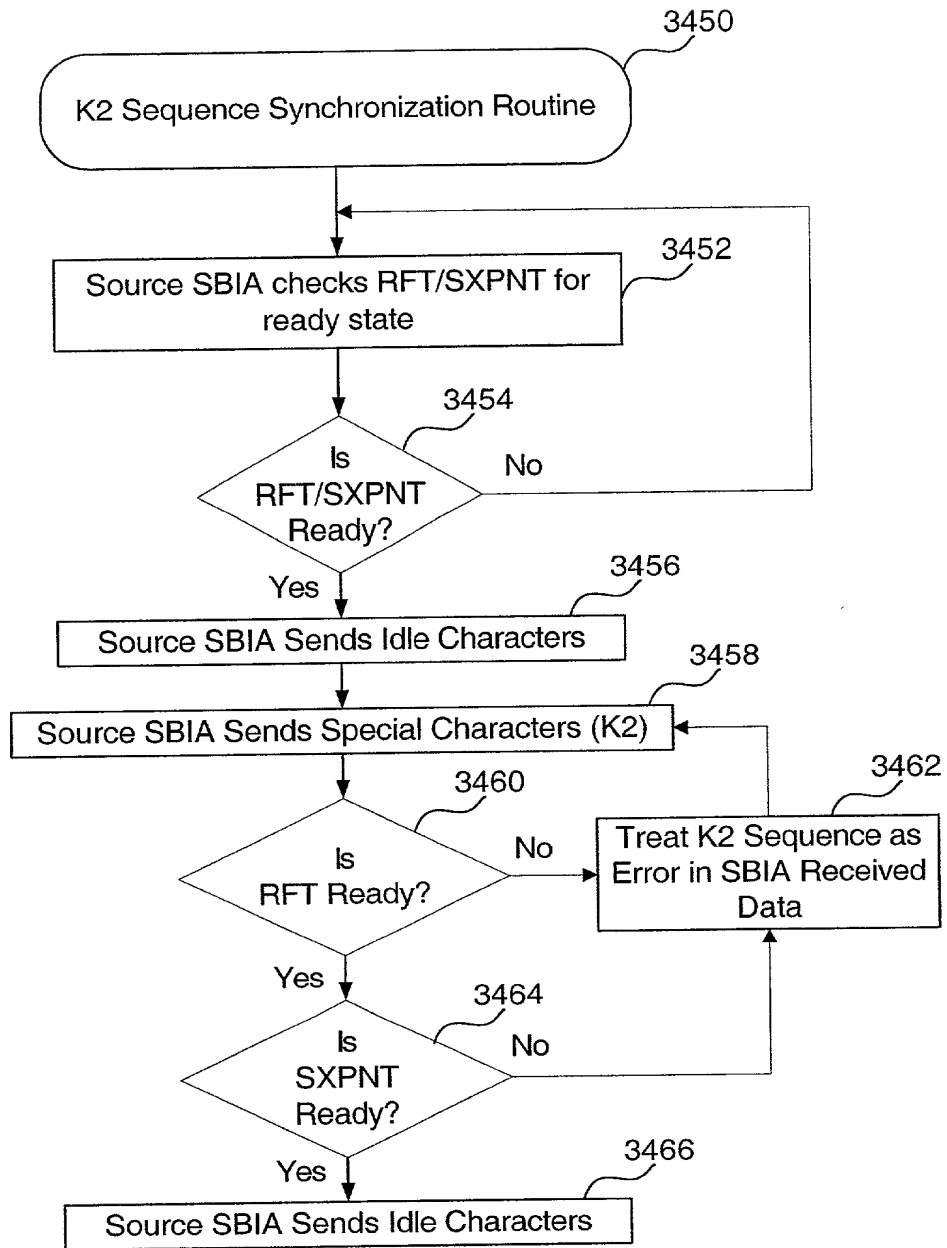 3450
K2 Sequence Synchronization Routine
3452
Source SBIA checks RFT/SXPNT for
ready state
3454
Is
RFT/SXPNT
Ready?
No
Yes
3456
Source SBIA Sends Idle Characters
3458
Source SBIA Sends Special Characters (K2)
3460
Is
RFT Ready?
No
3462
Treat K2 Sequence as
Error in SBIA Received
Data
Yes
3464
Is
SXPNT
Ready?
No
Yes
3466
Source SBIA Sends Idle Characters